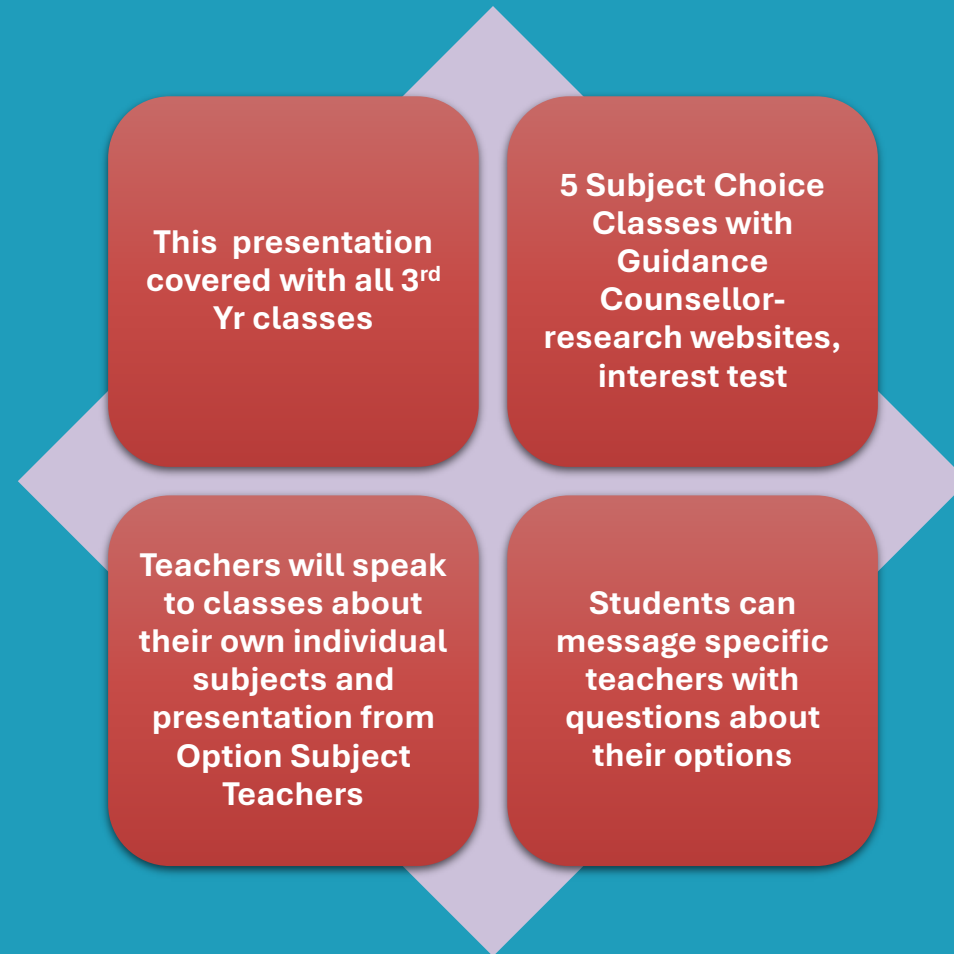 This  presentation
covered with all 3rd
Yr classes
5 Subject Choice
Classes with
Guidance
Counsellor-
research websites,
interest test
Teachers will speak
to classes about
their own individual
subjects and
presentation from
Option Subject
Teachers
Students can
message specific
teachers with
questions about
their options